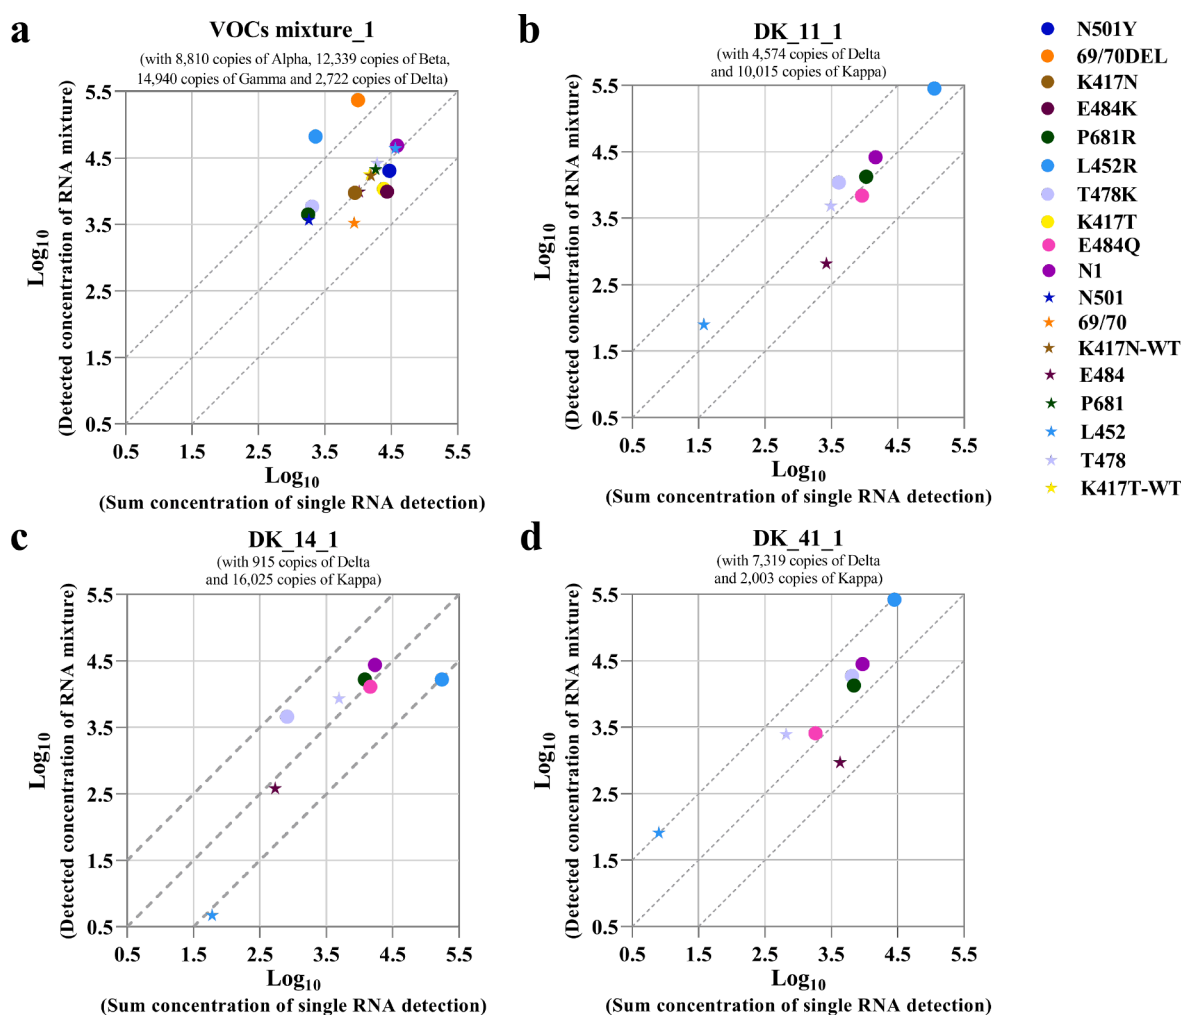 a
VOCs mixture_1
(with 8,810 copies of Alpha, 12,339 copies of Beta,
14,940 copies of Gamma and 2,722 copies of Delta)
Log10
(Detected concentration of RNA mixture)
5.5
4.5
3.5
2.5
1.5
0.5
0.5 1.5 2.5 3.5 4.5 5.5
Log10
(Sum concentration of single RNA detection)
b
DK_11_1
(with 4,574 copies of Delta
and 10,015 copies of Kappa)
Log10
(Detected concentration of RNA mixture)
5.5
4.5
3.5
2.5
1.5
0.5
0.5 1.5 2.5 3.5 4.5 5.5
Log10
(Sum concentration of single RNA detection)
N501Y
69/70DEL
K417N
E484K
P681R
L452R
T478K
K417T
E484Q
N1
N501
69/70
K417N-WT
E484
P681
L452
T478
K417T-WT
c
DK_14_1
(with 915 copies of Delta
and 16,025 copies of Kappa)
Log10
(Detected concentration of RNA mixture)
5.5
4.5
3.5
2.5
1.5
0.5
0.5 1.5 2.5 3.5 4.5 5.5
Log10
(Sum concentration of single RNA detection)
d
DK_41_1
(with 7,319 copies of Delta
and 2,003 copies of Kappa)
Log10
(Detected concentration of RNA mixture)
5.5
4.5
3.5
2.5
1.5
0.5
0.5 1.5 2.5 3.5 4.5 5.5
Log10
(Sum concentration of single RNA detection)